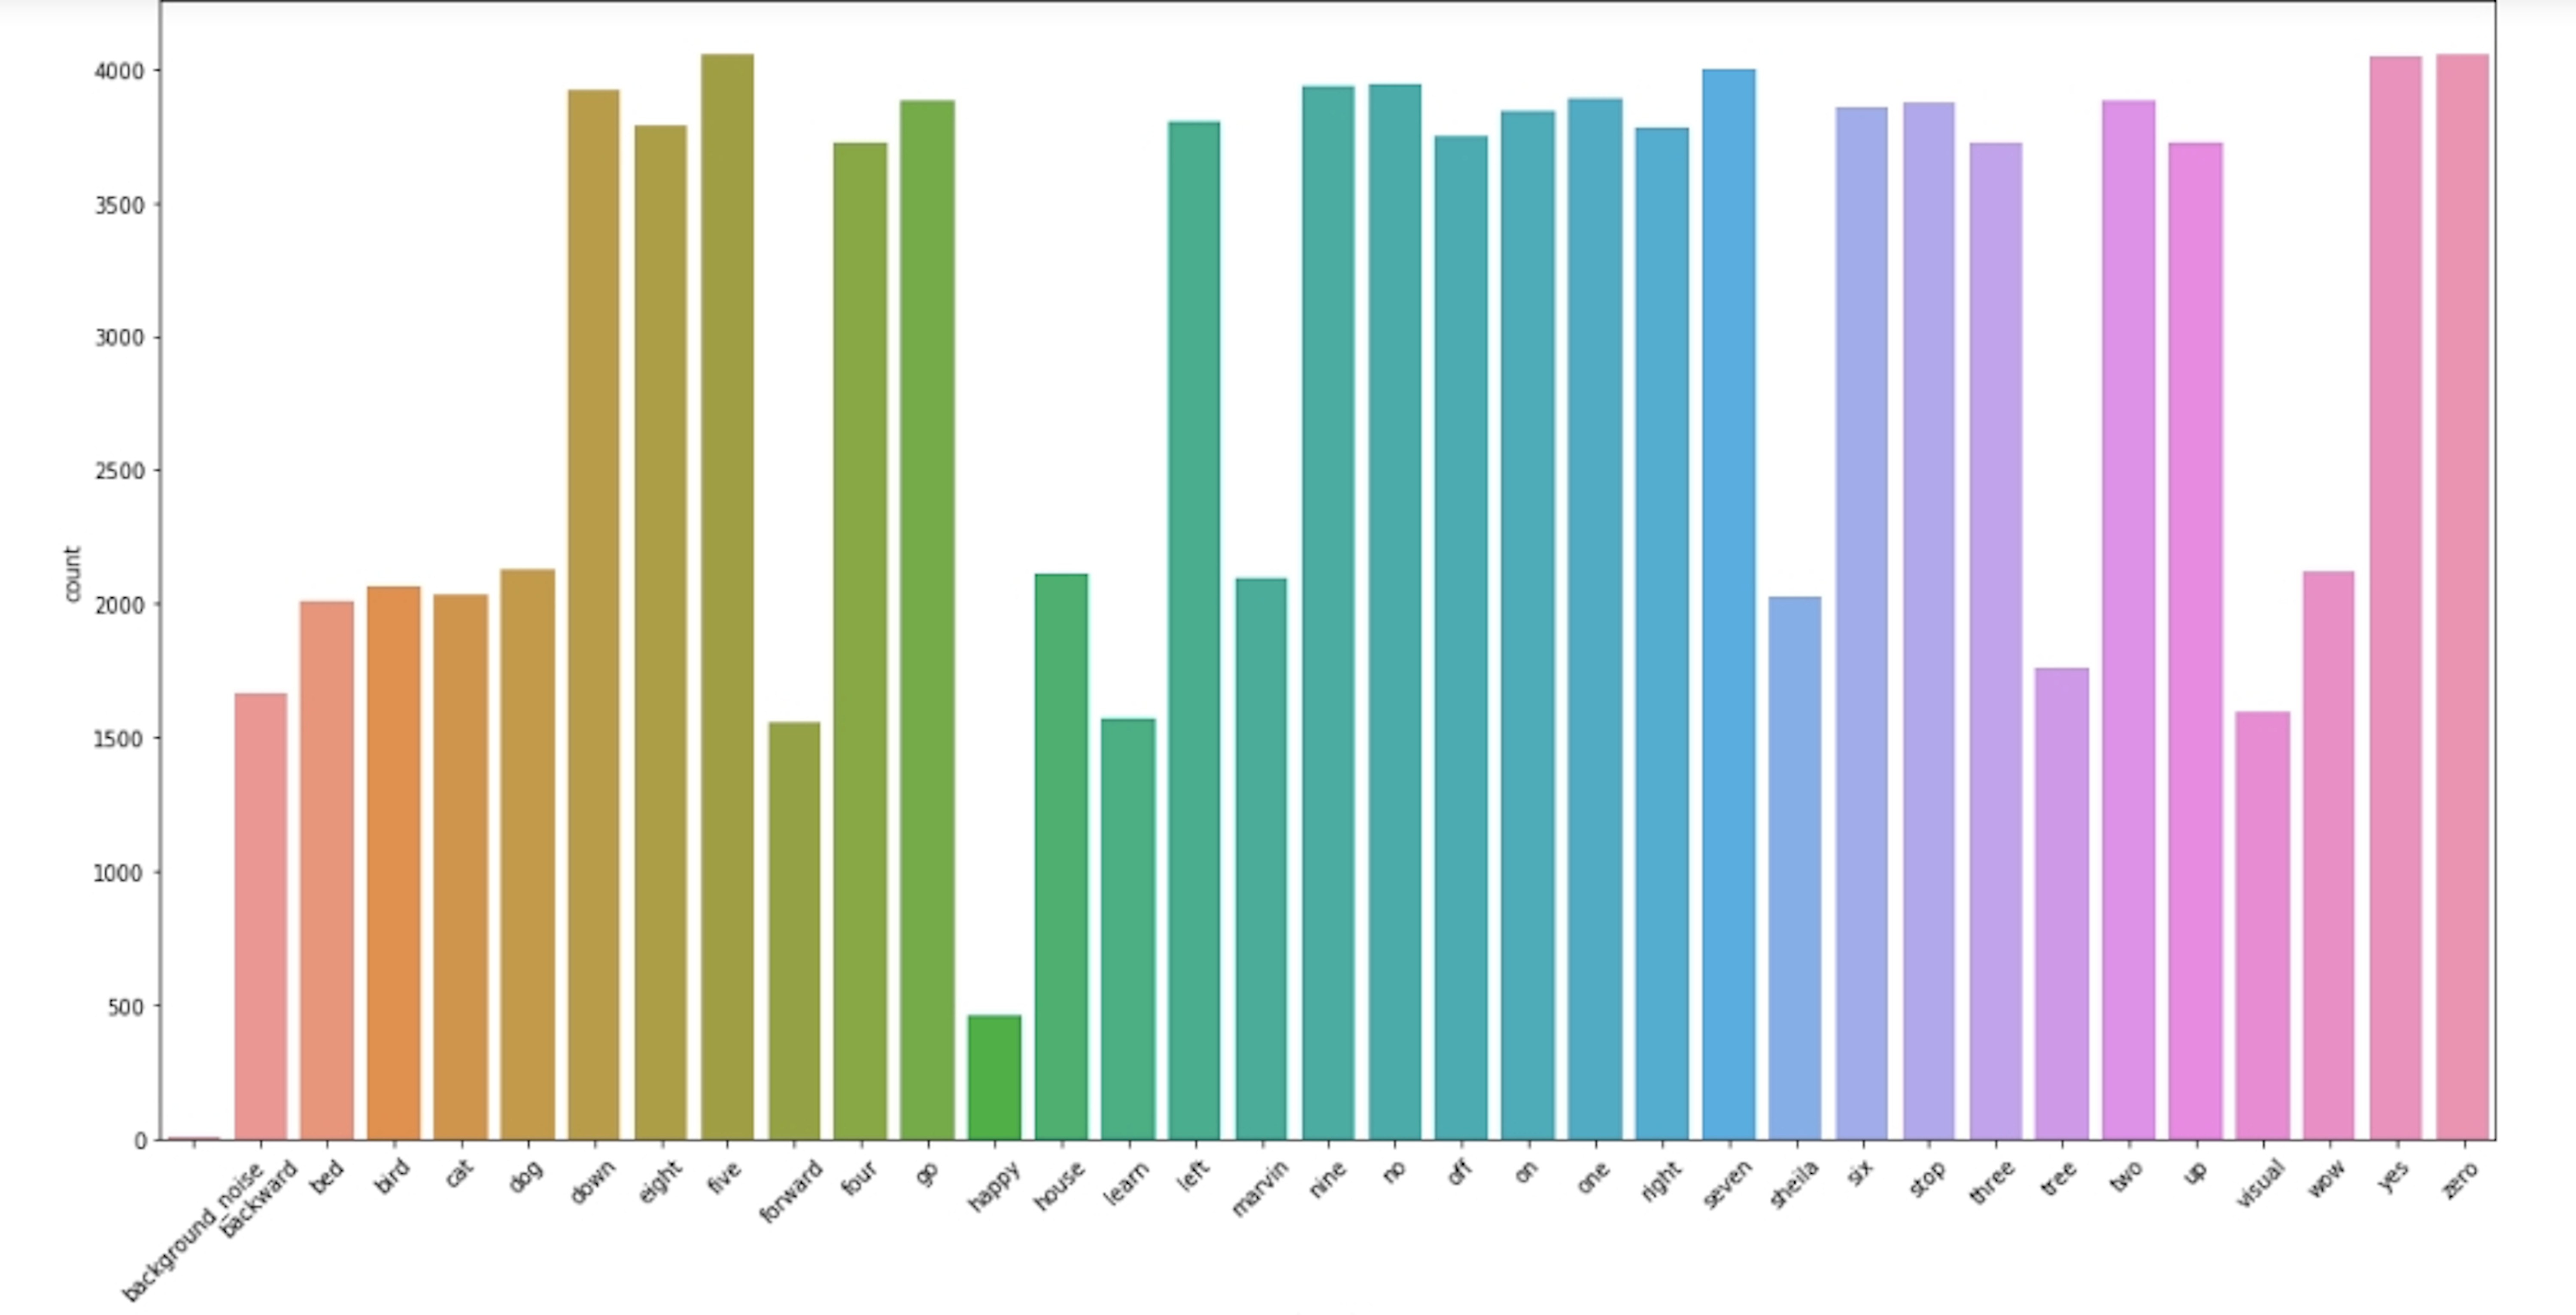 4000
3500
3000
2500
2000
1500
1000
500
0
count
background_noise
backward
bed
bird
cat
dog
down
eight
five
forward
four
go
happy
house
learn
left
marvin
nine
no
off
on
one
right
seven
sheila
six
stop
three
tree
two
up
visual
wow
yes
zero